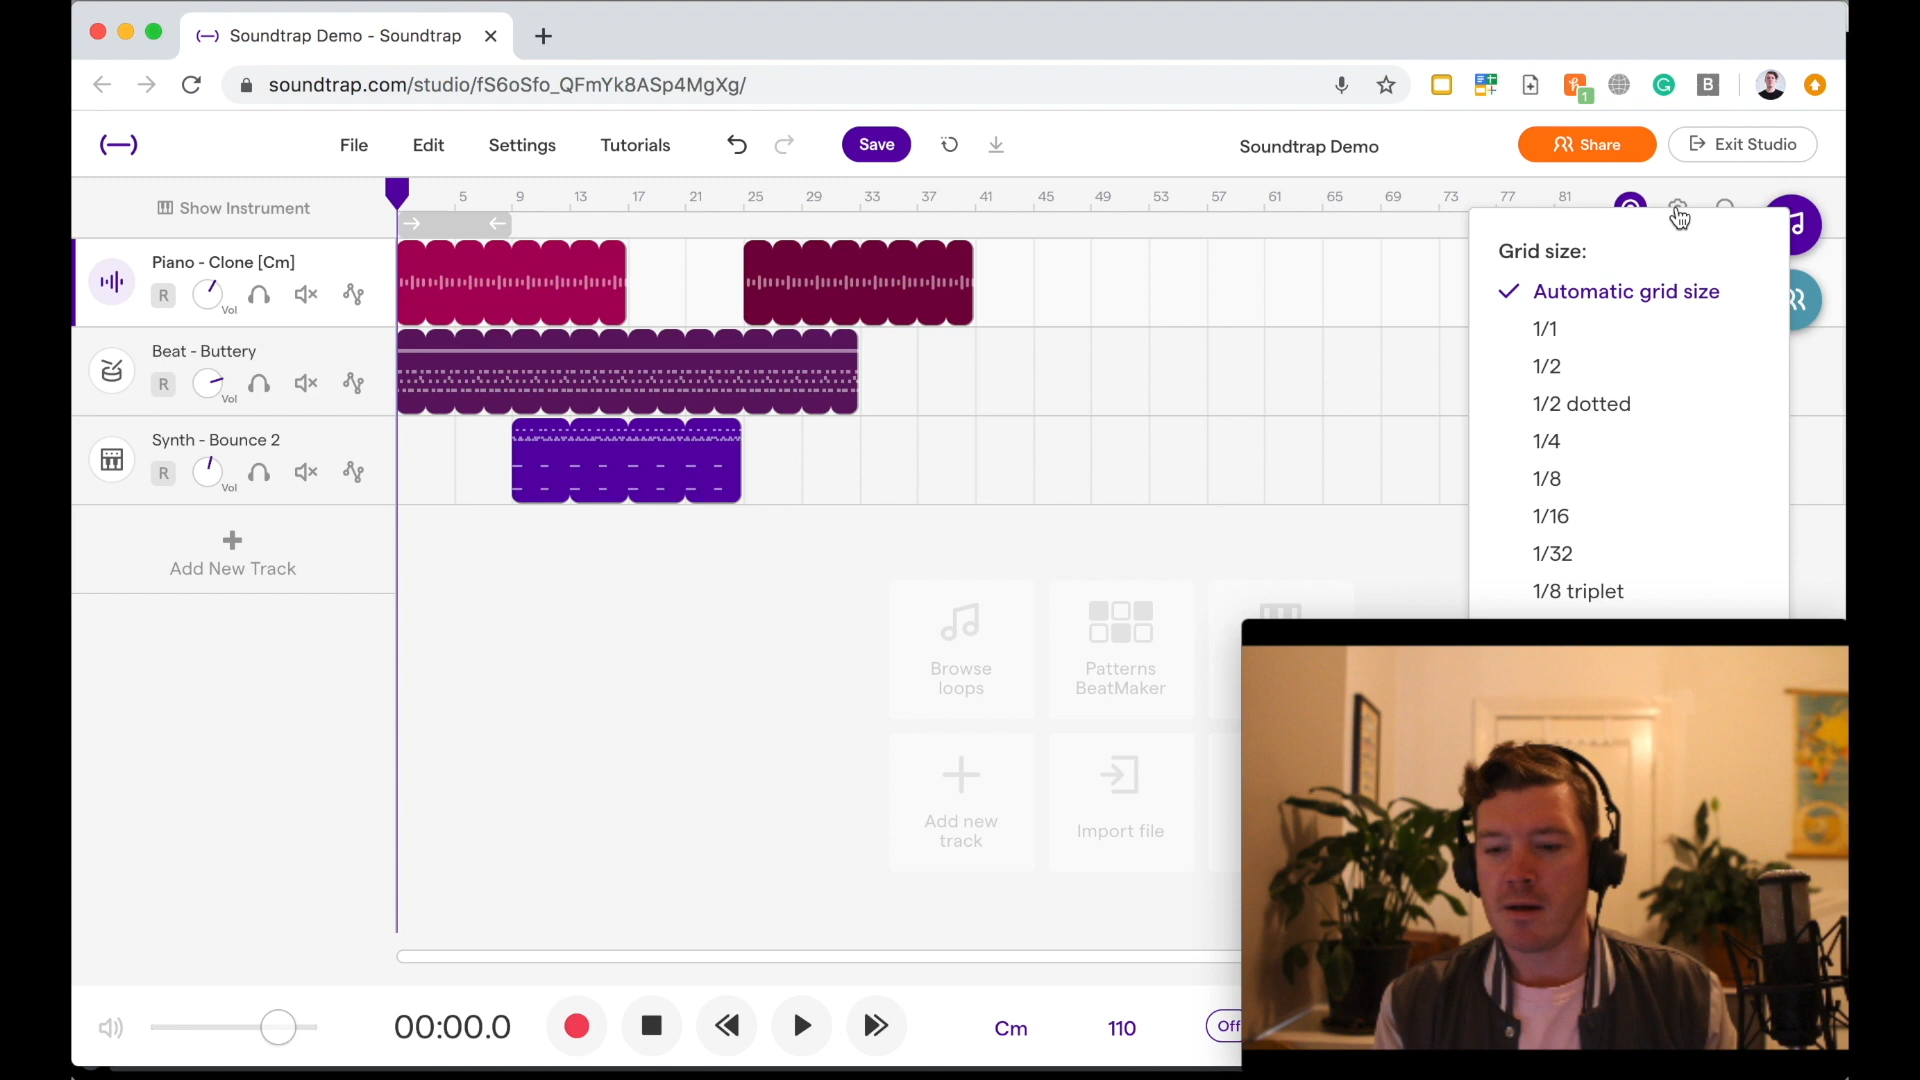 Soundtrap Demo - Soundtrap
soundtrap.com/studio/fS6oSfo_QFmYk8ASp4MgXg/
1
G
B
File
Edit
Settings
Tutorials
Save
Soundtrap Demo
Share
Exit Studio
Show Instrument
5 9 13 17 21 25 29 33 37 41 45 49 53 57 61 65 69 73 77 81
Piano - Clone [Cm]
R
Vol
Beat - Buttery
R
Vol
Synth - Bounce 2
R
Vol
Add New Track
Grid size:
Automatic grid size
1/1
1/2
1/2 dotted
1/4
1/8
1/16
1/32
1/8 triplet
Browse
loops
Patterns
BeatMaker
Add new
track
Import file
00:00.0
Cm
110
Off